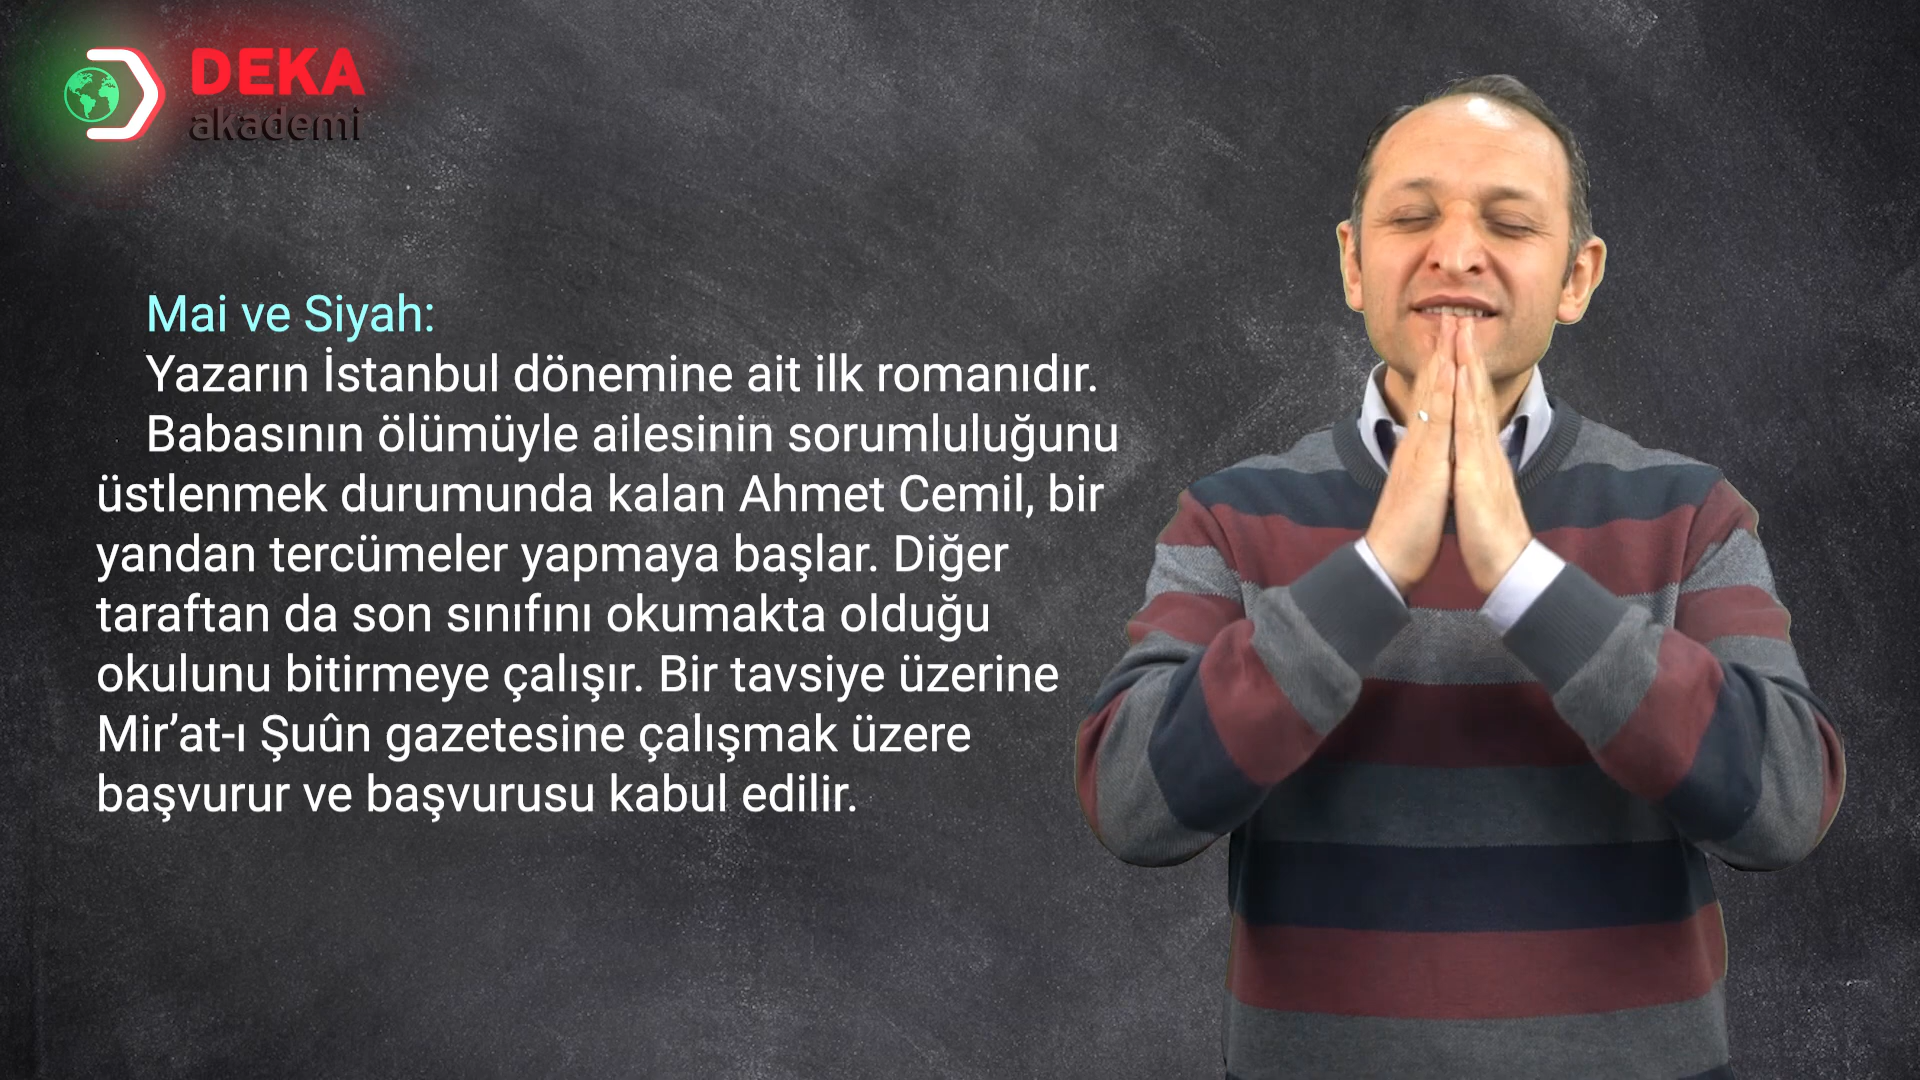 DEKA
akademi
Mai ve Siyah:
Yazarın İstanbul dönemine ait ilk romanıdır.
Babasının ölümüyle ailesinin sorumluluğunu
üstlenmek durumunda kalan Ahmet Cemil, bir
yandan tercümeler yapmaya başlar. Diğer
taraftan da son sınıfını okumakta olduğu
okulunu bitirmeye çalışır. Bir tavsiye üzerine
Mir’at-ı Şuûn gazetesine çalışmak üzere
başvurur ve başvurusu kabul edilir.